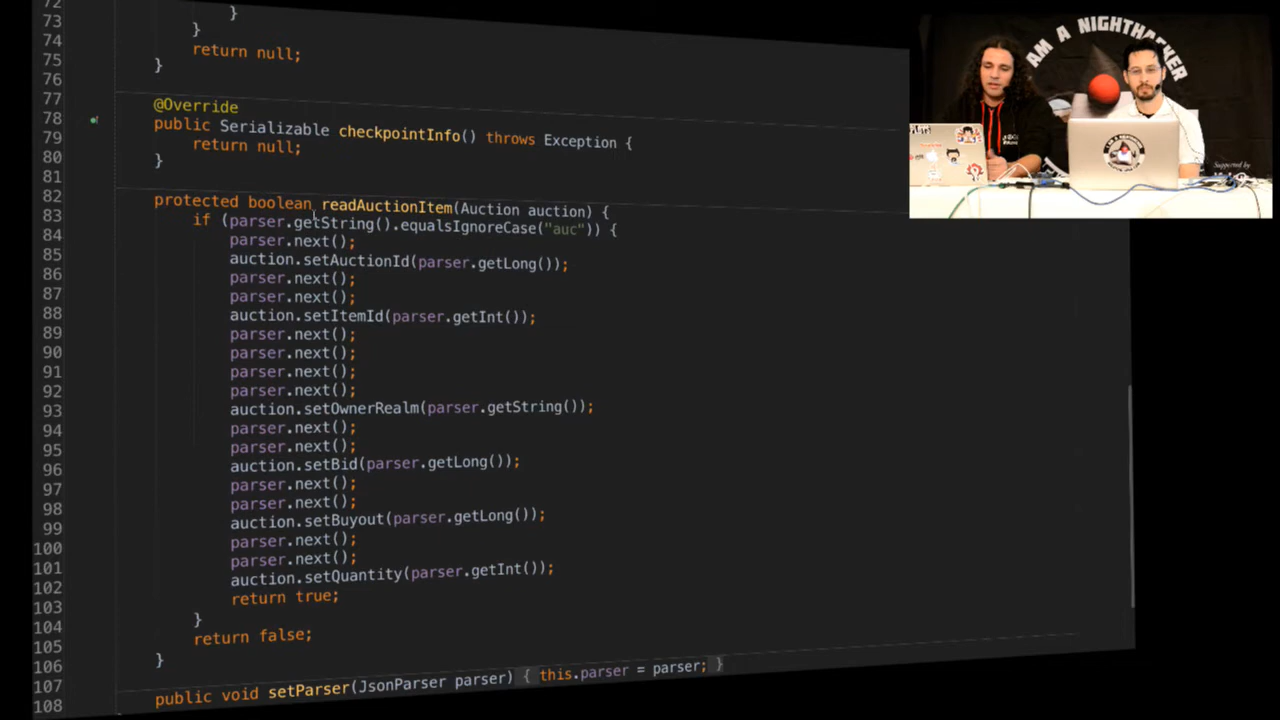 72
73
74
75
76
77
78
79
80
81
82
83
84
85
86
87
88
89
90
91
92
93
94
95
96
97
98
99
100
101
102
103
104
105
106
107
108
}
}
return null;
}
@Override
public Serializable checkpointInfo() throws Exception {
return null;
}
protected boolean readAuctionItem(Auction auction) {
if (parser.getString().equalsIgnoreCase("auc")) {
parser.next();
auction.setAuctionId(parser.getLong());
parser.next();
parser.next();
auction.setItemId(parser.getInt());
parser.next();
parser.next();
parser.next();
parser.next();
auction.setOwnerRealm(parser.getString());
parser.next();
parser.next();
auction.setBid(parser.getLong());
parser.next();
parser.next();
auction.setBuyout(parser.getLong());
parser.next();
parser.next();
auction.setQuantity(parser.getInt());
return true;
}
return false;
}
public void setParser(JsonParser parser) { this.parser = parser; }
AM A NIGHTHACKER
Supported by